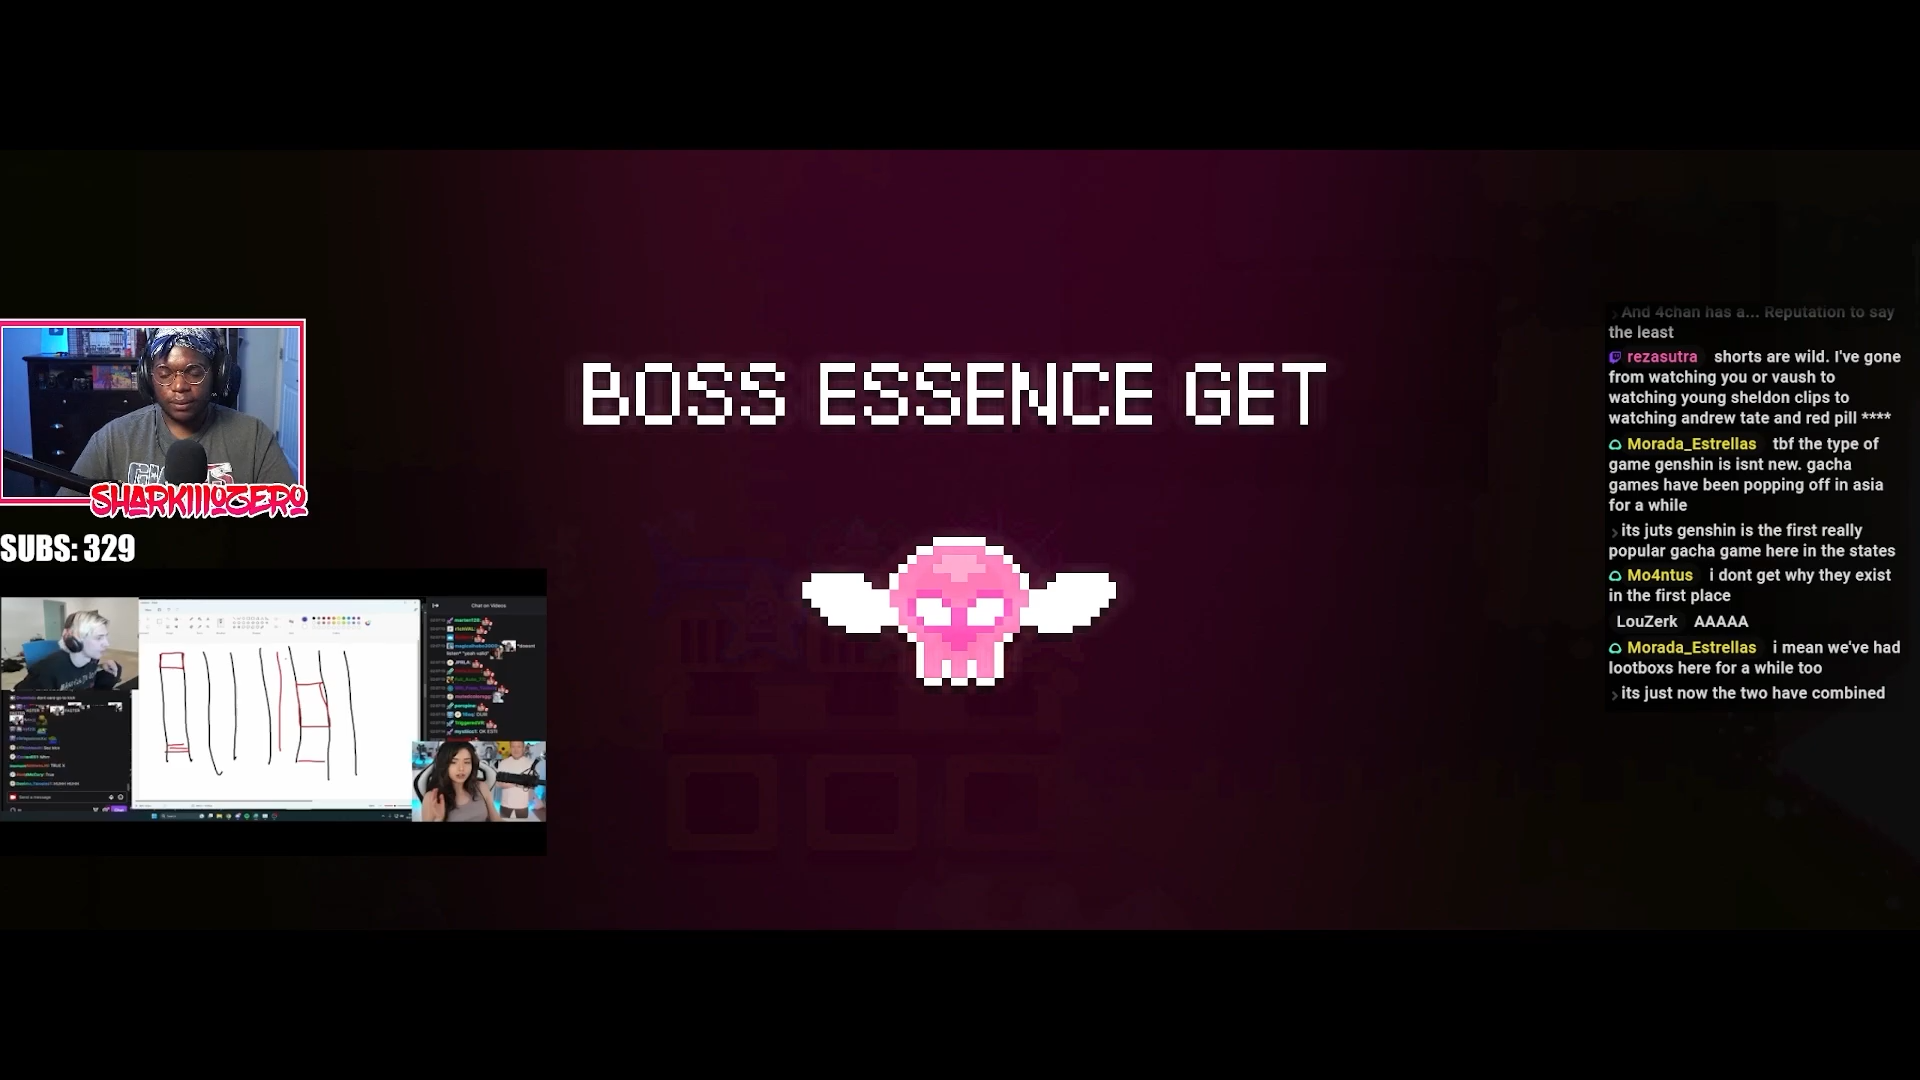 BOSS ESSENCE GET
SHARKIIIOZERO
SUBS: 329
Chat on Videos
And 4chan has a... Reputation to say
the least
rezasutra shorts are wild. I've gone
from watching you or vaush to
watching young sheldon clips to
watching andrew tate and red pill ****
Morada_Estrellas tbf the type of
game genshin is isnt new. gacha
games have been popping off in asia
for a while
its juts genshin is the first really
popular gacha game here in the states
Mo4ntus i dont get why they exist
in the first place
LouZerk AAAAA
Morada_Estrellas i mean we've had
lootboxs here for a while too
its just now the two have combined